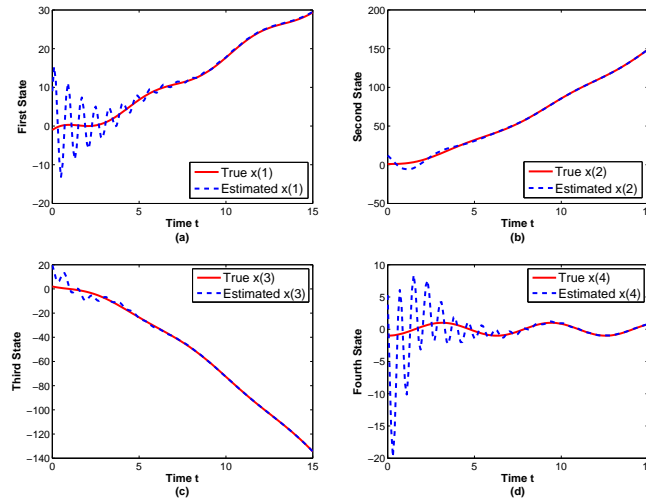 30
20
10
0
−10
−20
First State
True x(1)
Estimated x(1)
0 5 10 15
Time t
(a)
200
150
100
50
0
−50
Second State
True x(2)
Estimated x(2)
0 5 10 15
Time t
(b)
20
0
−20
−40
−60
−80
−100
−120
−140
Third State
True x(3)
Estimated x(3)
0 5 10 15
Time t
(c)
10
5
0
−5
−10
−15
−20
Fourth State
True x(4)
Estimated x(4)
0 5 10 15
Time t
(d)